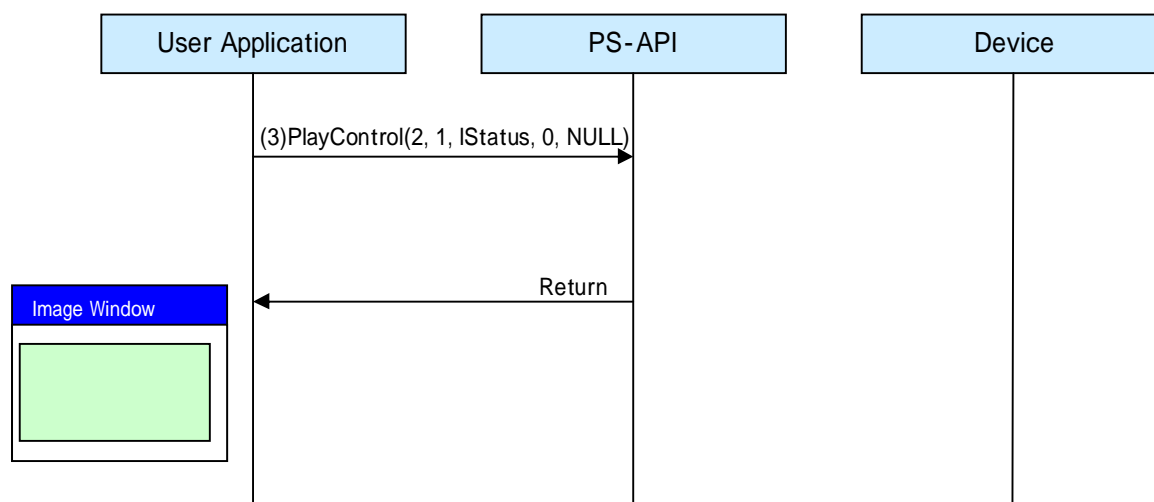 User Application
PS-API
Device
(3)PlayControl(2, 1, lStatus, 0, NULL)
Return
Image Window